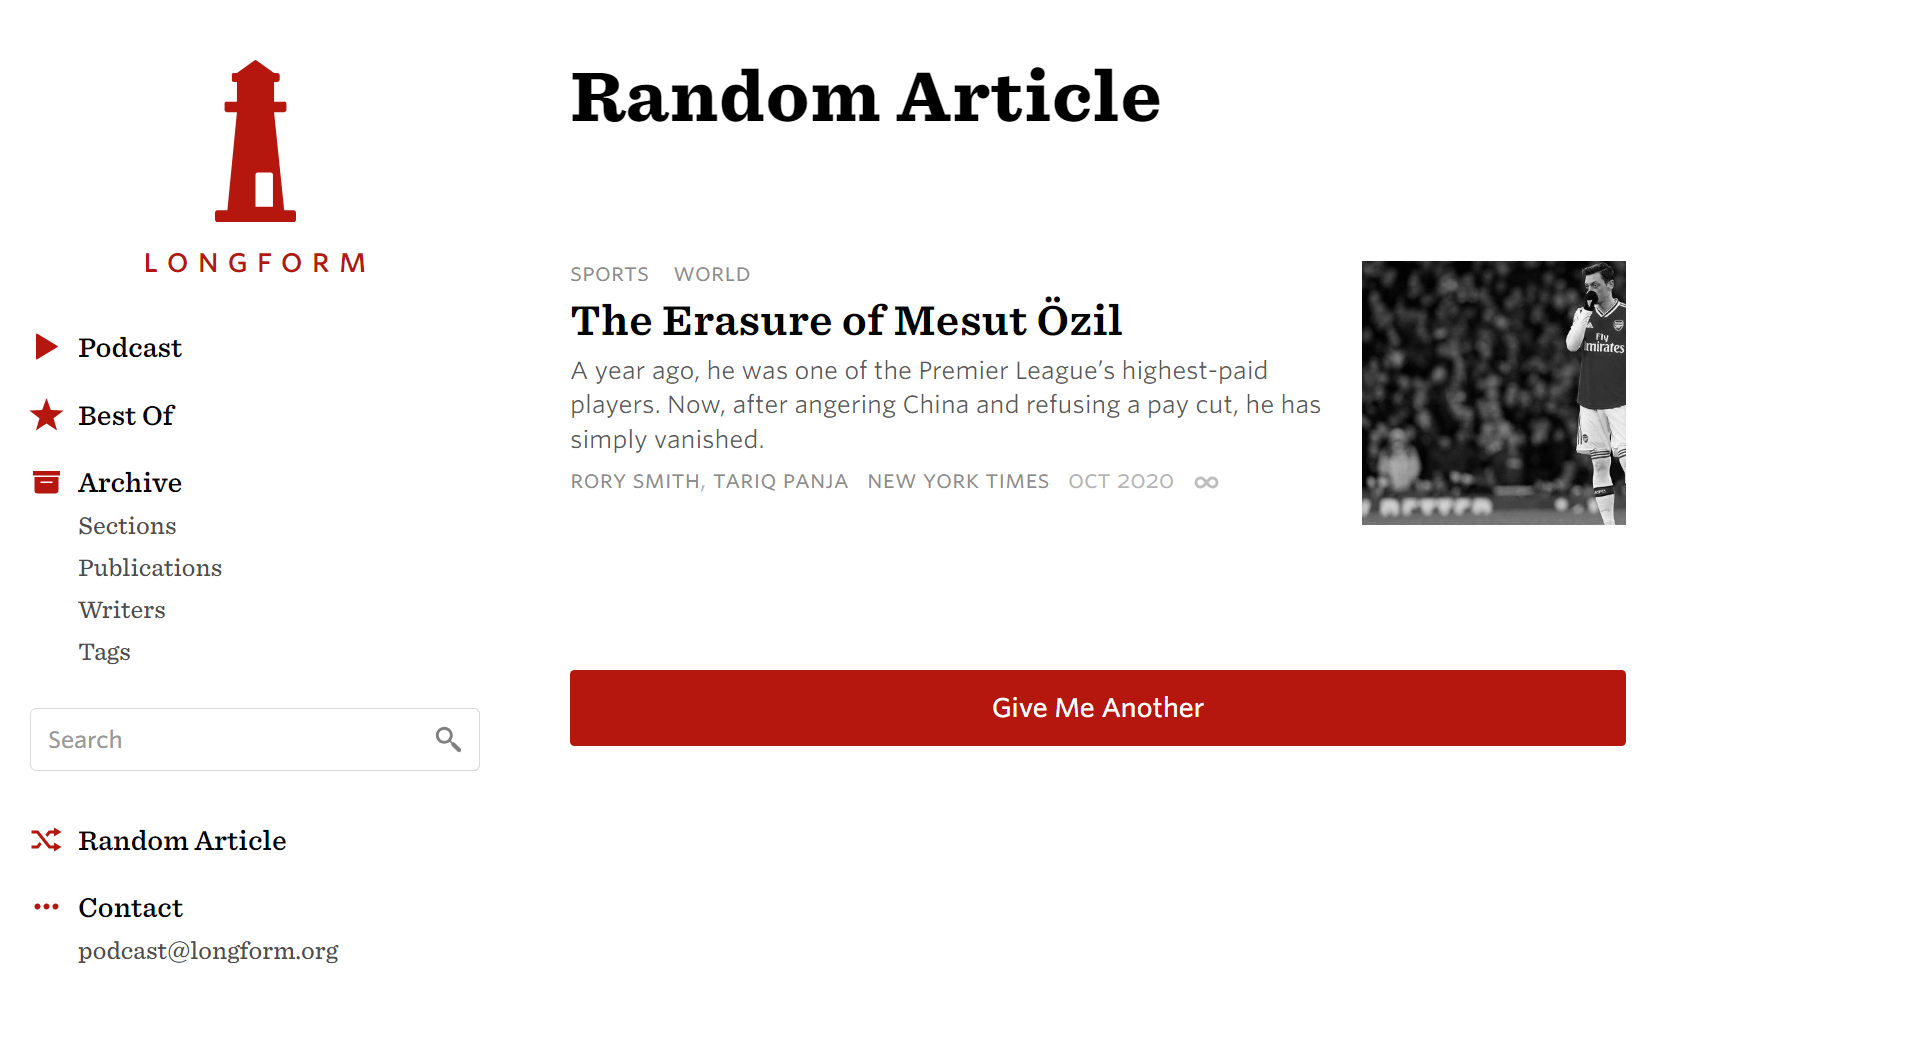 LONGFORM
Podcast
Best Of
Archive
Sections
Publications
Writers
Tags
Search
Random Article
Contact
podcast@longform.org
Random Article
SPORTS WORLD
The Erasure of Mesut Özil
A year ago, he was one of the Premier League’s highest-paid
players. Now, after angering China and refusing a pay cut, he has
simply vanished.
RORY SMITH, TARIQ PANJA NEW YORK TIMES OCT 2020
Fly
Emirates
Give Me Another